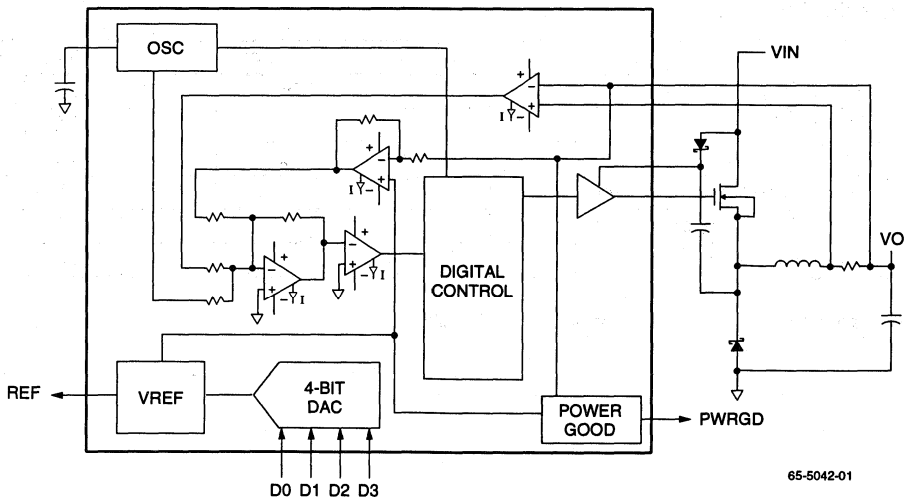 OSC
VIN
+
−
+
I
−
+
−
+
I
−
VO
+
−
+
−
I
+
−
+
−
I
DIGITAL
CONTROL
REF
VREF
4-BIT
DAC
POWER
GOOD
PWRGD
D0 D1 D2 D3
65-5042-01